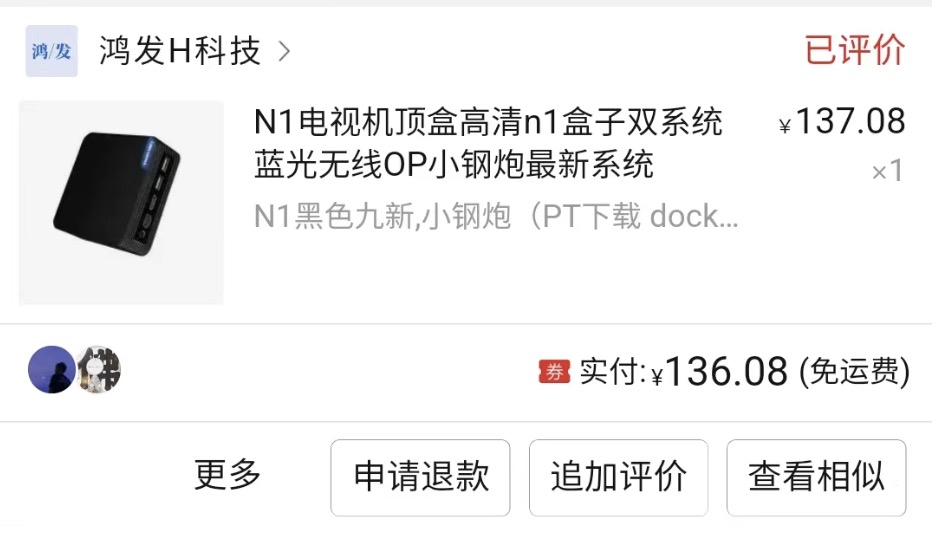 鸿/发
鸿发H科技
已评价
N1电视机顶盒高清n1盒子双系统
¥137.08
蓝光无线OP小钢炮最新系统
×1
N1黑色九新,小钢炮（PT下载 dock...
券 实付:¥136.08 (免运费)
更多
申请退款
追加评价
查看相似